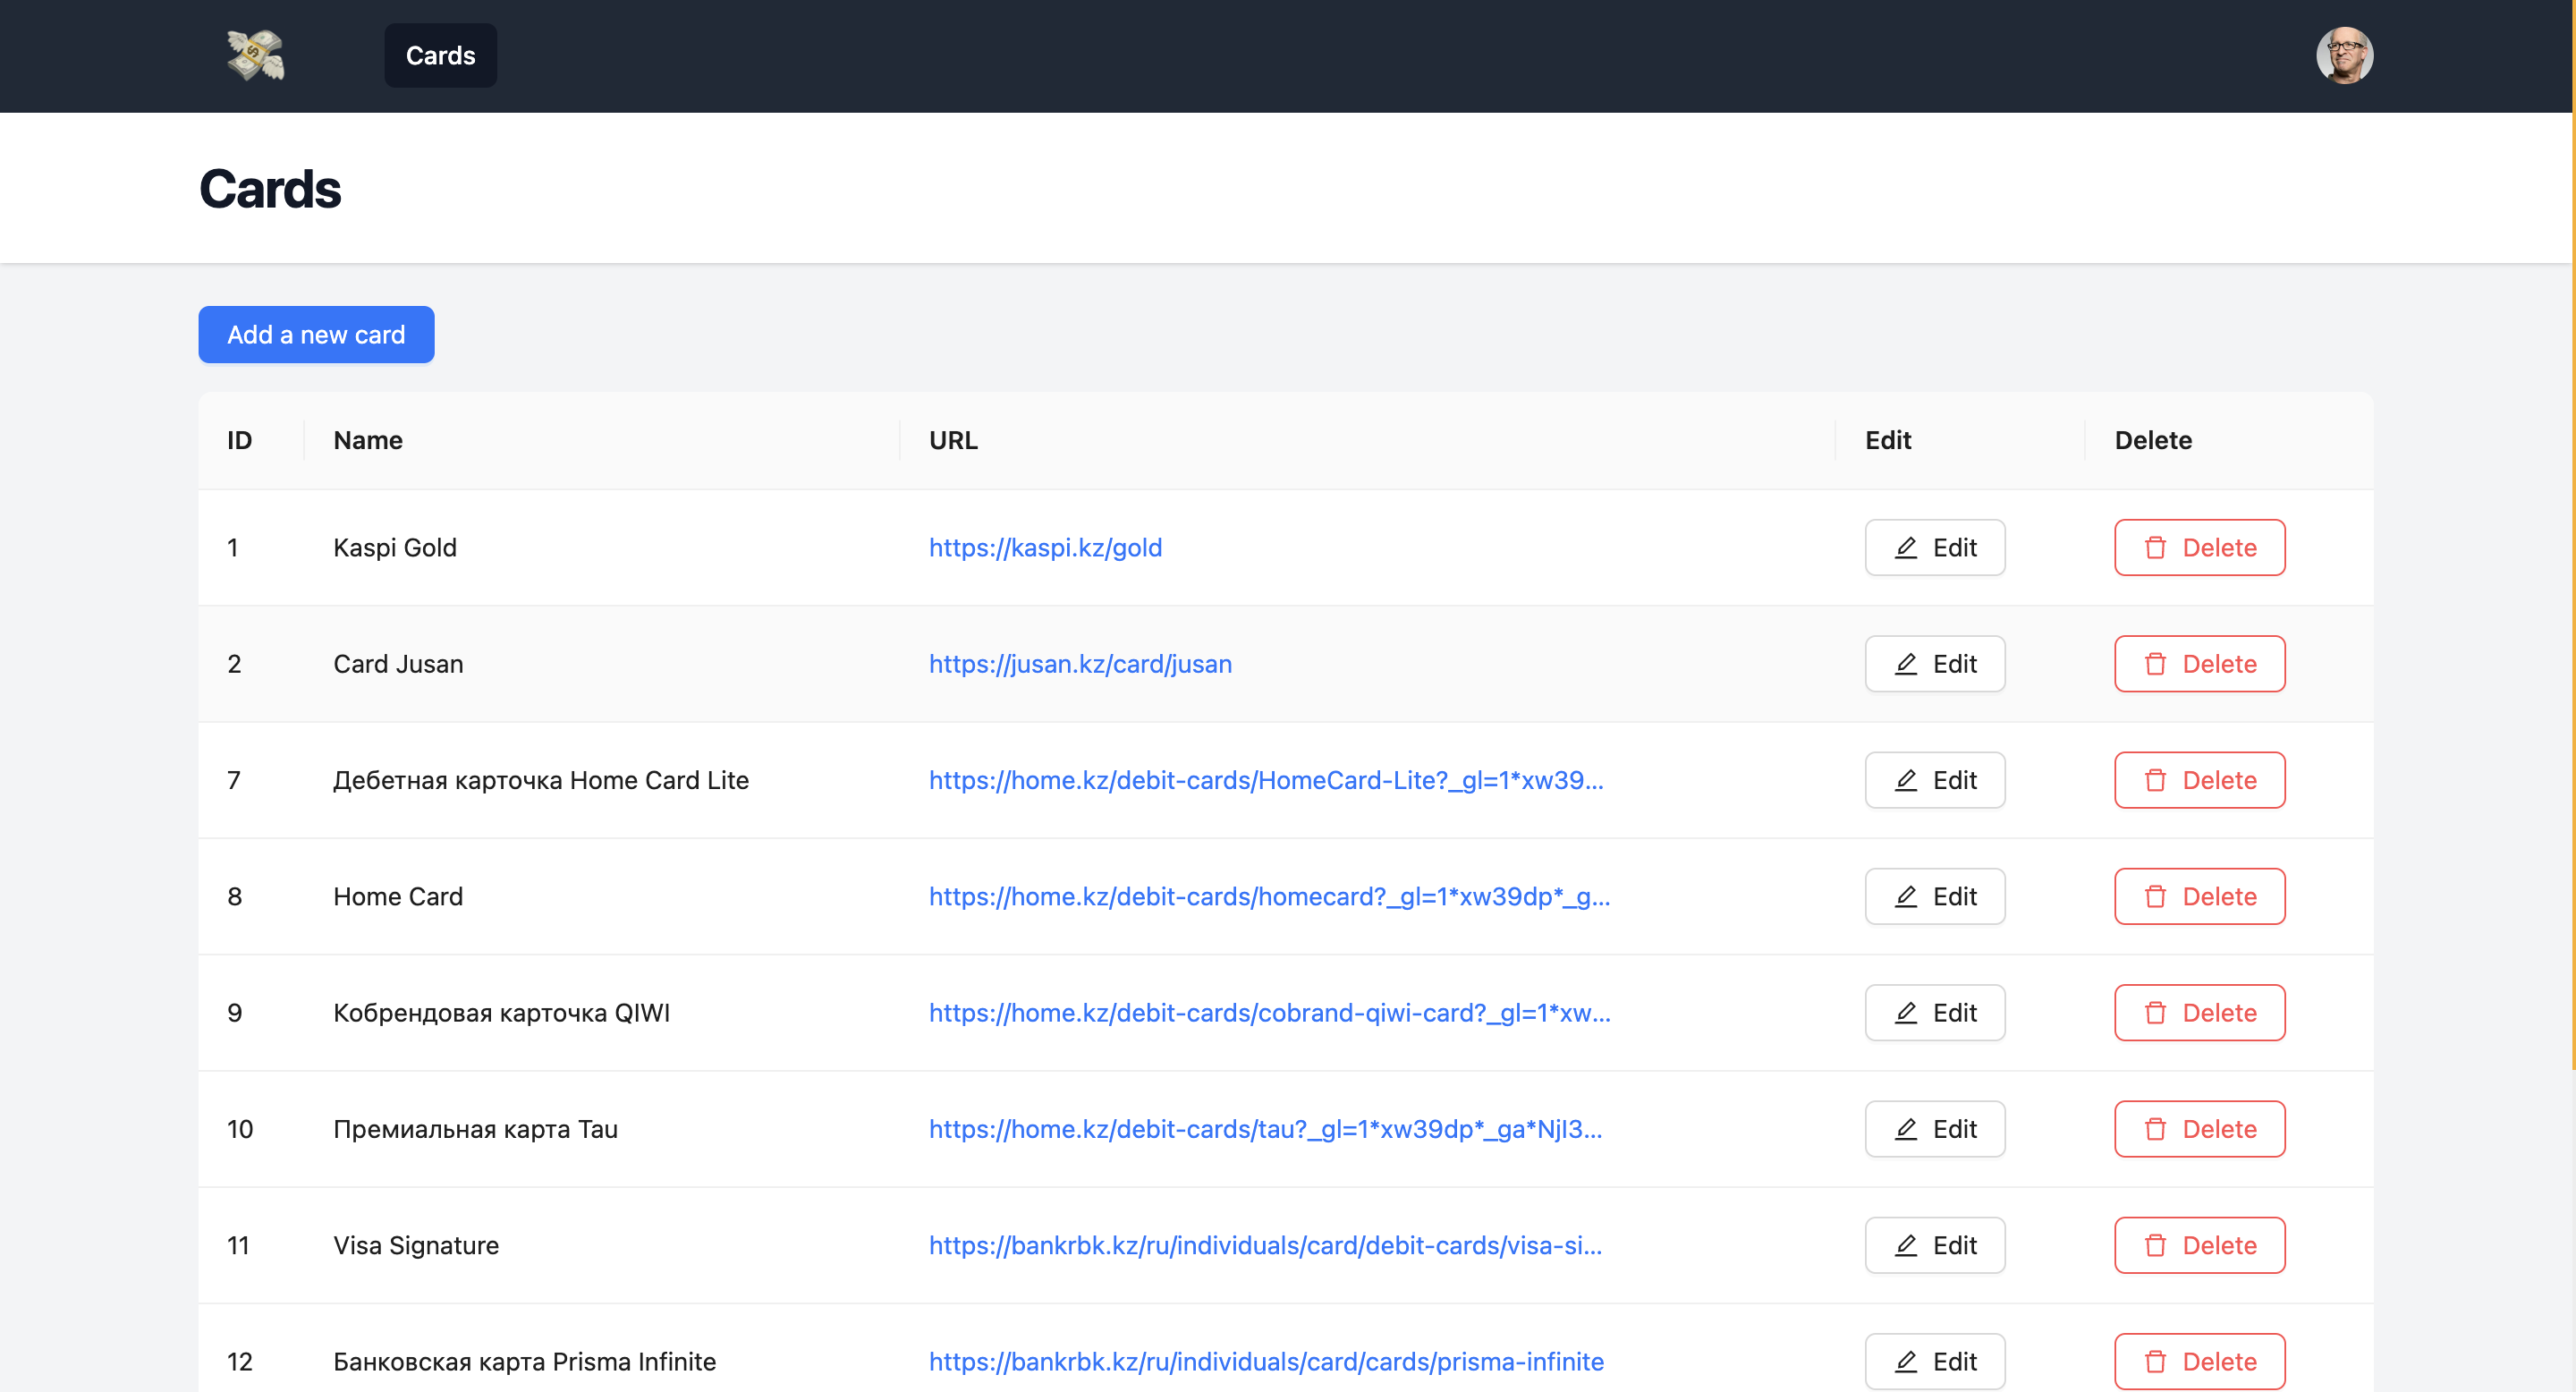 Cards
Cards
Add a new card
ID Name URL Edit Delete
1 Kaspi Gold https://kaspi.kz/gold Edit Delete
2 Card Jusan https://jusan.kz/card/jusan Edit Delete
7 Дебетная карточка Home Card Lite https://home.kz/debit-cards/HomeCard-Lite?_gl=1*xw39... Edit Delete
8 Home Card https://home.kz/debit-cards/homecard?_gl=1*xw39dp*_g... Edit Delete
9 Кобрендовая карточка QIWI https://home.kz/debit-cards/cobrand-qiwi-card?_gl=1*xw... Edit Delete
10 Премиальная карта Tau https://home.kz/debit-cards/tau?_gl=1*xw39dp*_ga*NjI3... Edit Delete
11 Visa Signature https://bankrbk.kz/ru/individuals/card/debit-cards/visa-si... Edit Delete
12 Банковская карта Prisma Infinite https://bankrbk.kz/ru/individuals/card/cards/prisma-infinite Edit Delete